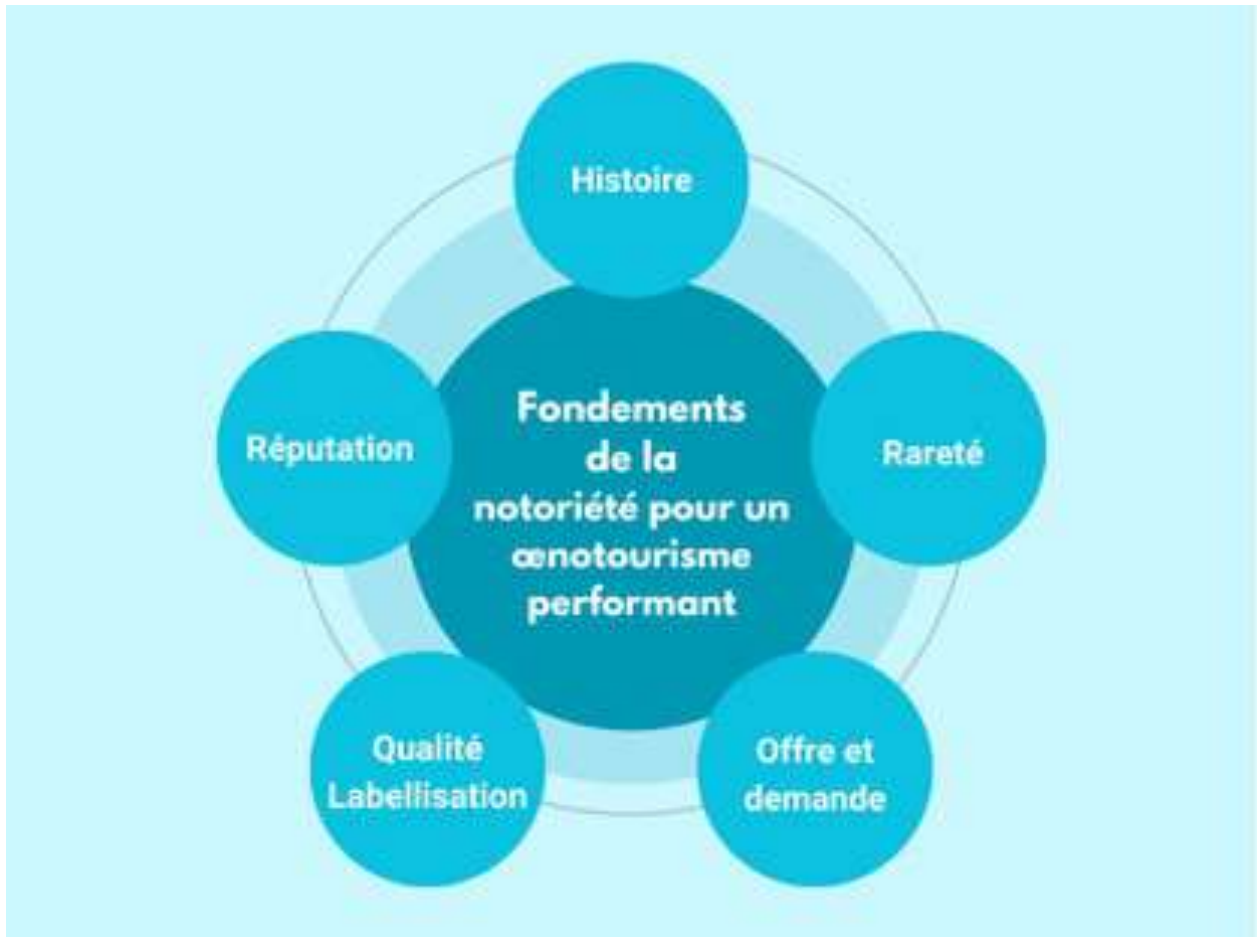 Histoire
Réputation
Fondements
de la
notoriété pour un
œnotourisme
performant
Rareté
Qualité
Labellisation
Offre et
demande